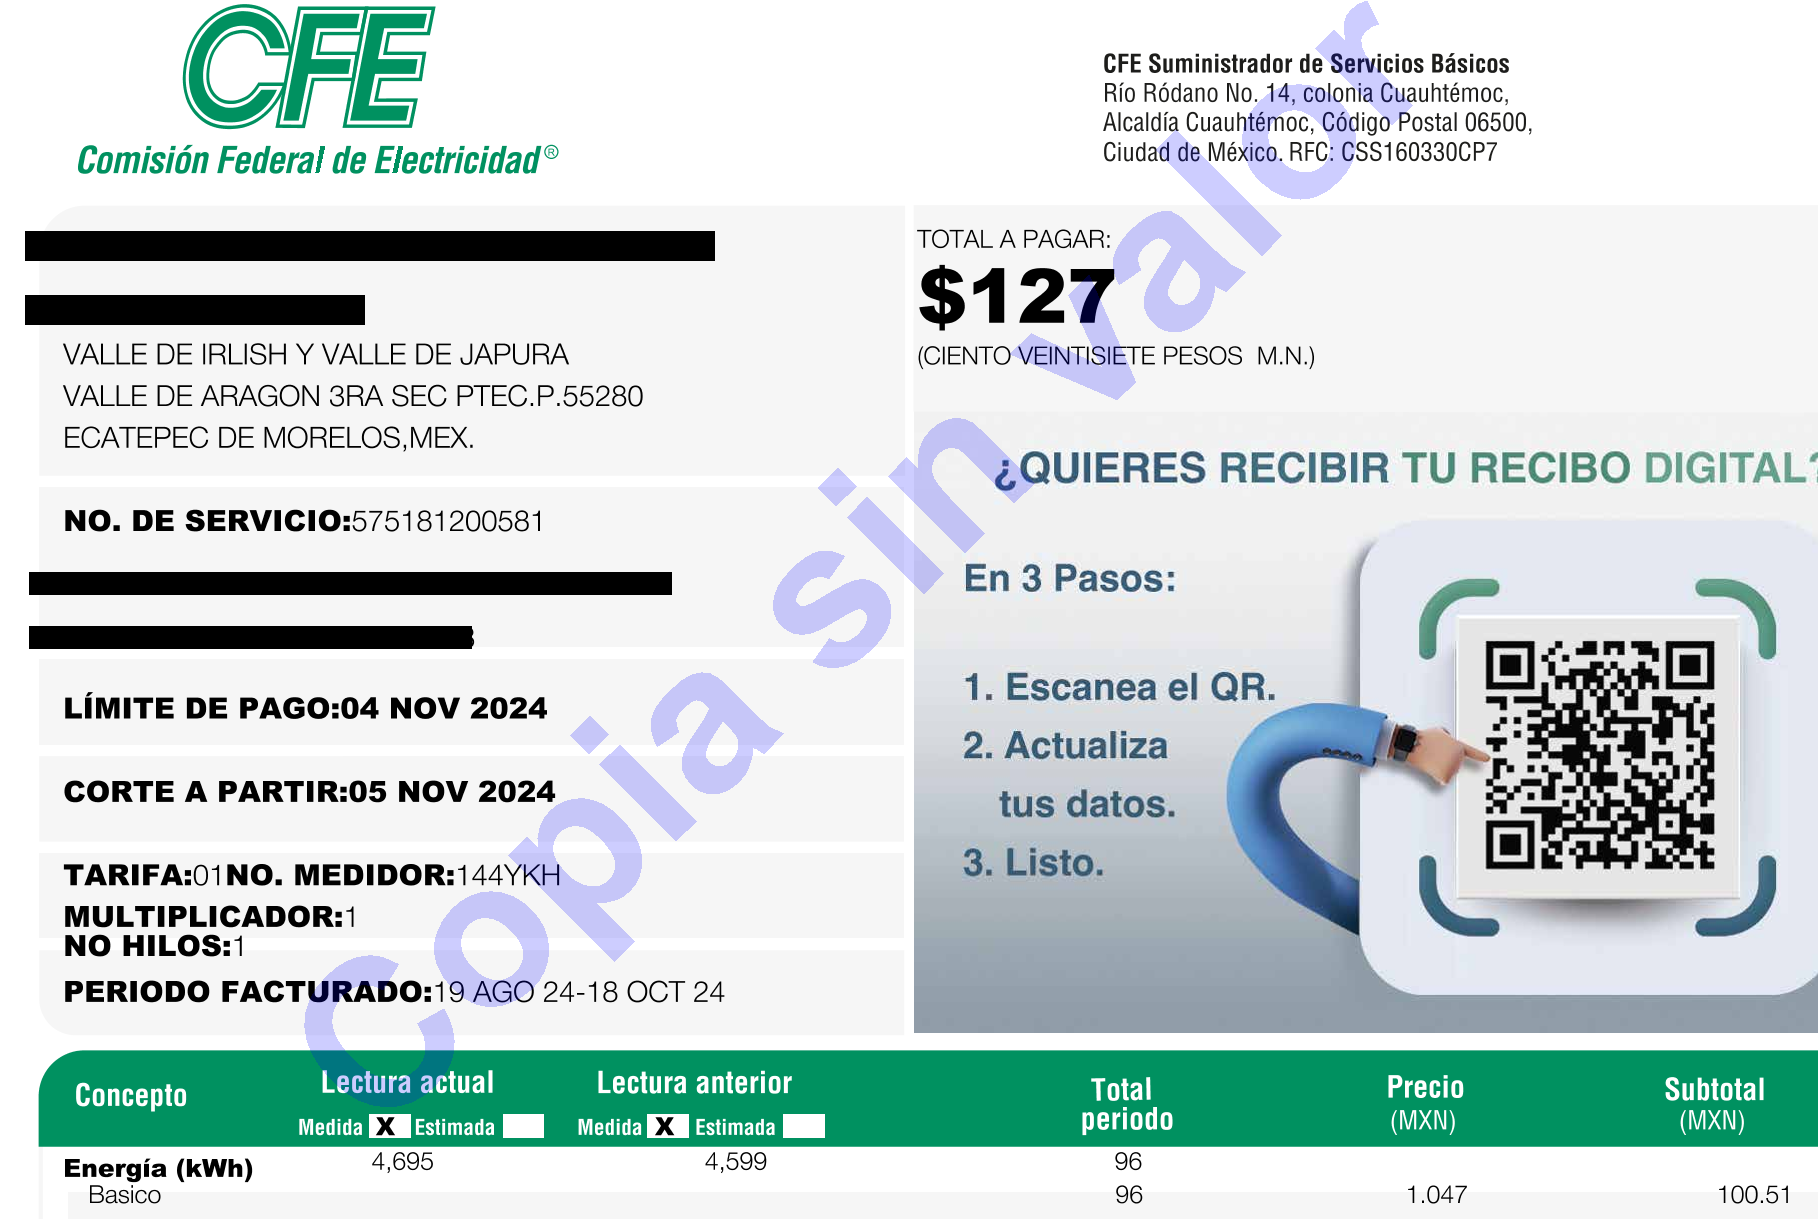 CFE
Comisión Federal de Electricidad®
CFE Suministrador de Servicios Básicos
Río Ródano No. 14, colonia Cuauhtémoc,
Alcaldía Cuauhtémoc, Código Postal 06500,
Ciudad de México. RFC: CSS160330CP7
VALLE DE IRLISH Y VALLE DE JAPURA
VALLE DE ARAGON 3RA SEC PTEC.P.55280
ECATEPEC DE MORELOS,MEX.
NO. DE SERVICIO:575181200581
LÍMITE DE PAGO:04 NOV 2024
CORTE A PARTIR:05 NOV 2024
TARIFA:01NO. MEDIDOR:144YKH
MULTIPLICADOR:1
NO HILOS:1
PERIODO FACTURADO:19 AGO 24-18 OCT 24
TOTAL A PAGAR:
$127
(CIENTO VEINTISIETE PESOS  M.N.)
¿QUIERES RECIBIR TU RECIBO DIGITAL?
En 3 Pasos:
1. Escanea el QR.
2. Actualiza
tus datos.
3. Listo.
Copia sin valor
Concepto Lectura actual Lectura anterior Total periodo Precio (MXN) Subtotal (MXN)
Medida X Estimada Medida X Estimada
Energía (kWh) 4,695 4,599 96
Basico 96 1.047 100.51